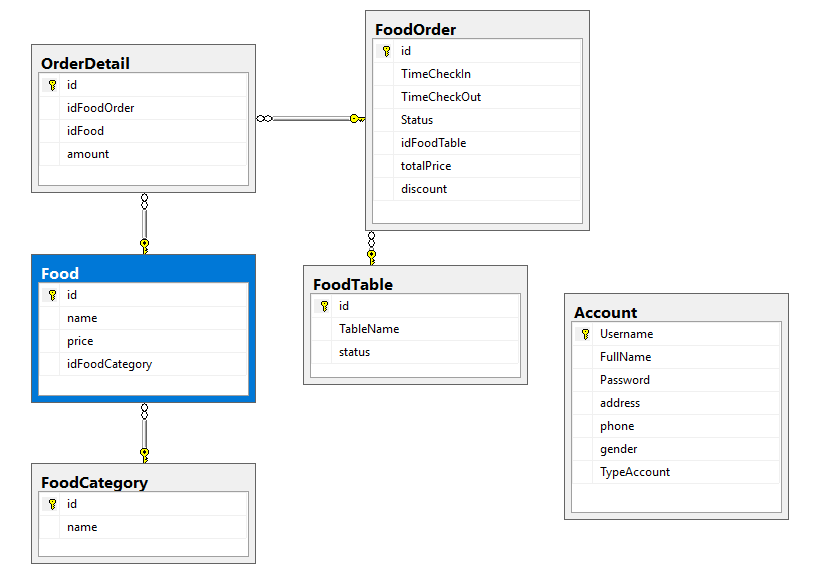 OrderDetail
id
idFoodOrder
idFood
amount
FoodOrder
id
TimeCheckIn
TimeCheckOut
Status
idFoodTable
totalPrice
discount
Food
id
name
price
idFoodCategory
FoodTable
id
TableName
status
Account
Username
FullName
Password
address
phone
gender
TypeAccount
FoodCategory
id
name